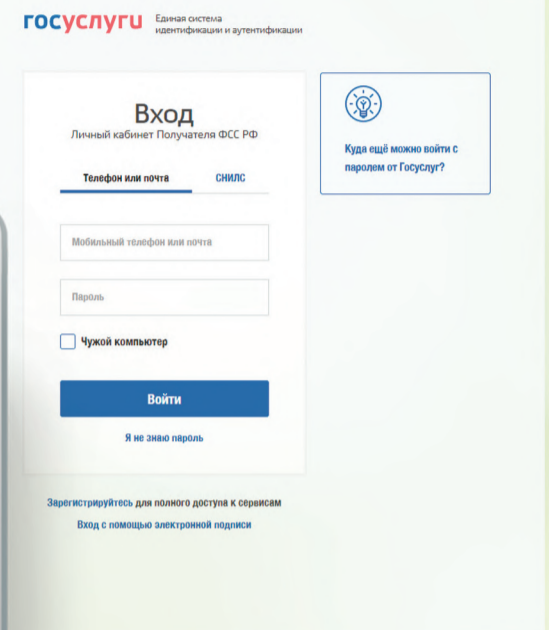 госуслуги
Единая система
идентификации и аутентификации
Вход
Личный кабинет Получателя ФСС РФ
Телефон или почта
СНИЛС
Мобильный телефон или почта
Пароль
Чужой компьютер
Войти
Я не знаю пароль
Куда ещё можно войти с
паролем от Госуслуг?
Зарегистрируйтесь для полного доступа к сервисам
Вход с помощью электронной подписи